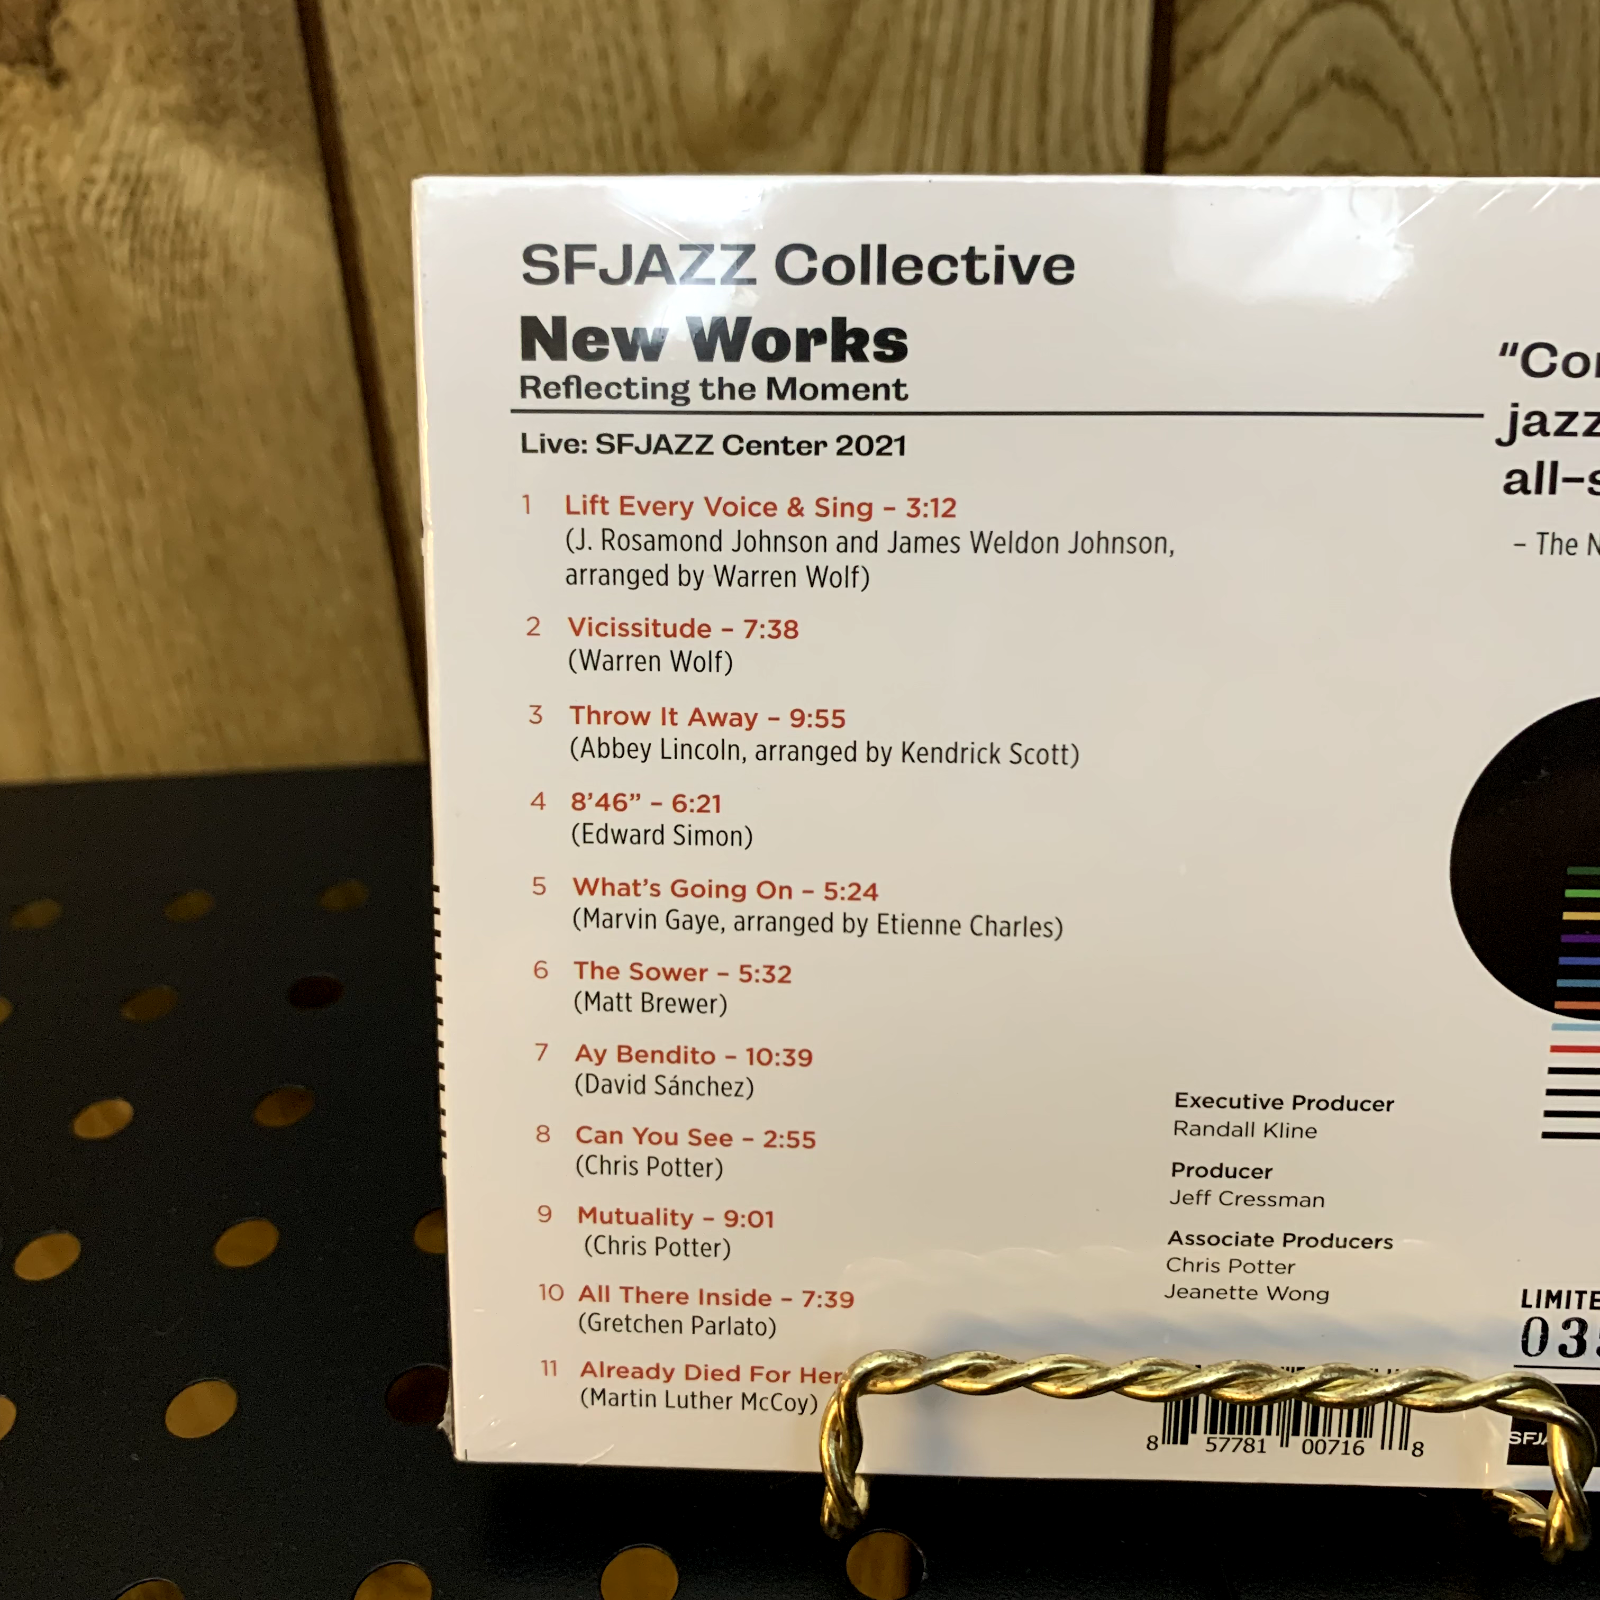 SFJAZZ Collective
New Works
Reflecting the Moment
Live: SFJAZZ Center 2021
1 Lift Every Voice & Sing – 3:12
(J. Rosamond Johnson and James Weldon Johnson,
arranged by Warren Wolf)
2 Vicissitude – 7:38
(Warren Wolf)
3 Throw It Away – 9:55
(Abbey Lincoln, arranged by Kendrick Scott)
4 8'46” – 6:21
(Edward Simon)
5 What's Going On – 5:24
(Marvin Gaye, arranged by Etienne Charles)
6 The Sower – 5:32
(Matt Brewer)
7 Ay Bendito – 10:39
(David Sánchez)
8 Can You See – 2:55
(Chris Potter)
9 Mutuality – 9:01
(Chris Potter)
10 All There Inside – 7:39
(Gretchen Parlato)
11 Already Died For Her
(Martin Luther McCoy)
jazz
– The
Executive Producer
Randall Kline
Producer
Jeff Cressman
Associate Producers
Chris Potter
Jeanette Wong
8 57781 00716 8